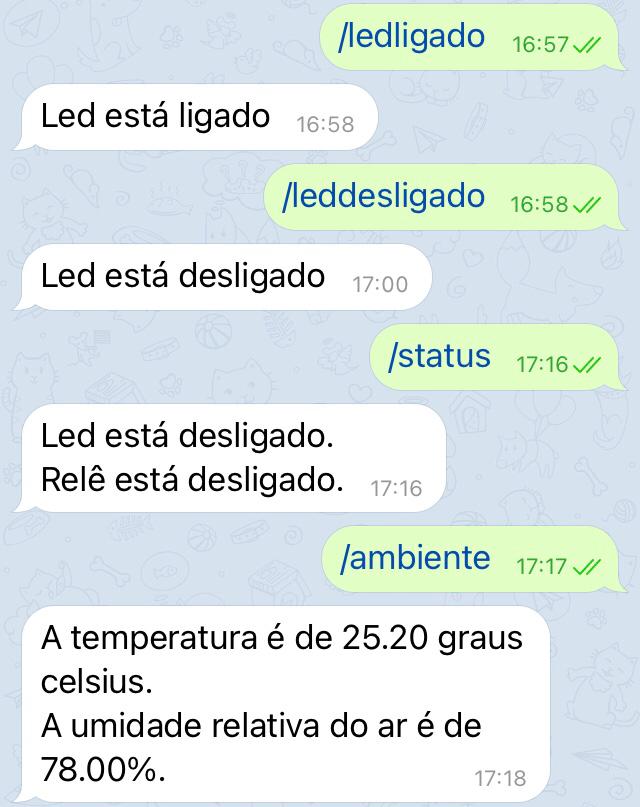 /ledligado 16:57
Led está ligado 16:58
/leddesligado 16:58
Led está desligado 17:00
/status 17:16
Led está desligado.
Relê está desligado. 17:16
/ambiente 17:17
A temperatura é de 25.20 graus
celsius.
A umidade relativa do ar é de
78.00%. 17:18